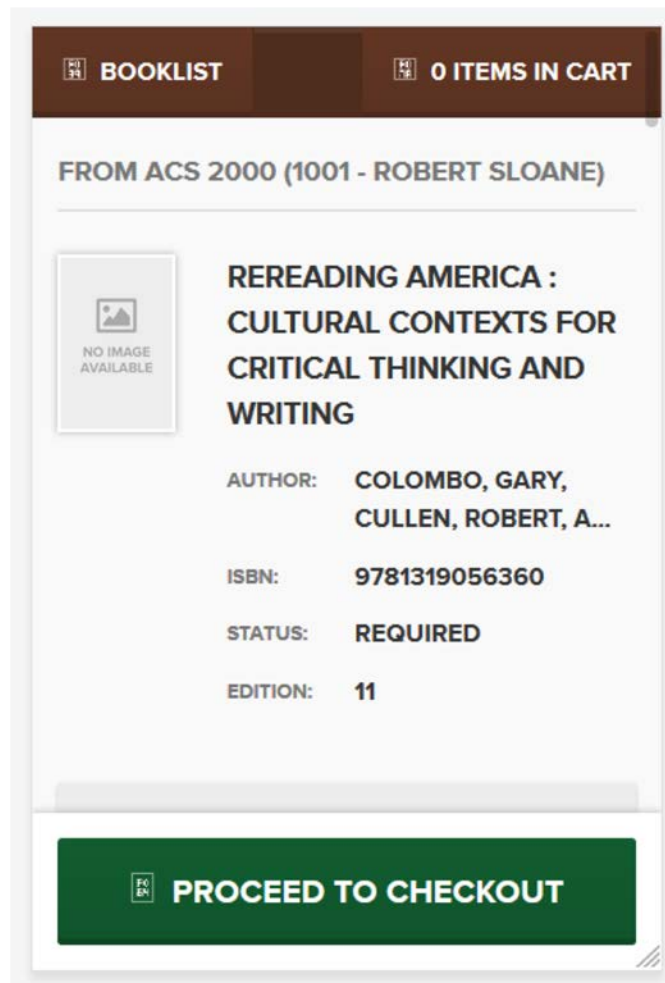 BOOKLIST
0 ITEMS IN CART
FROM ACS 2000 (1001 - ROBERT SLOANE)
NO IMAGE
AVAILABLE
REREADING AMERICA :
CULTURAL CONTEXTS FOR
CRITICAL THINKING AND
WRITING
AUTHOR: COLOMBO, GARY,
CULLEN, ROBERT, A...
ISBN: 9781319056360
STATUS: REQUIRED
EDITION: 11
PROCEED TO CHECKOUT